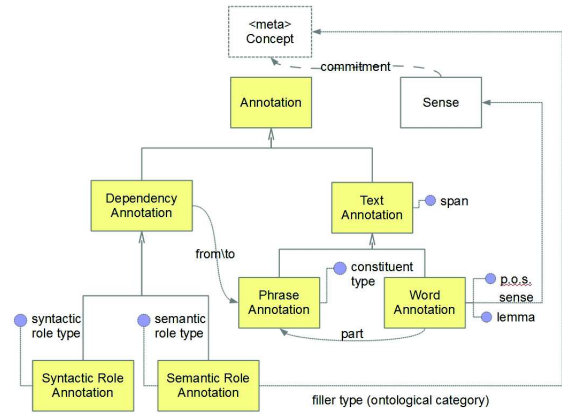 <meta>
Concept
commitment
Annotation
Sense
Dependency
Annotation
Text
Annotation
span
from\to
constituent
type
p.o.s.
Phrase
Annotation
Word
Annotation
sense
lemma
syntactic
role type
semantic
role type
part
Syntactic Role
Annotation
Semantic Role
Annotation
filler type (ontological category)